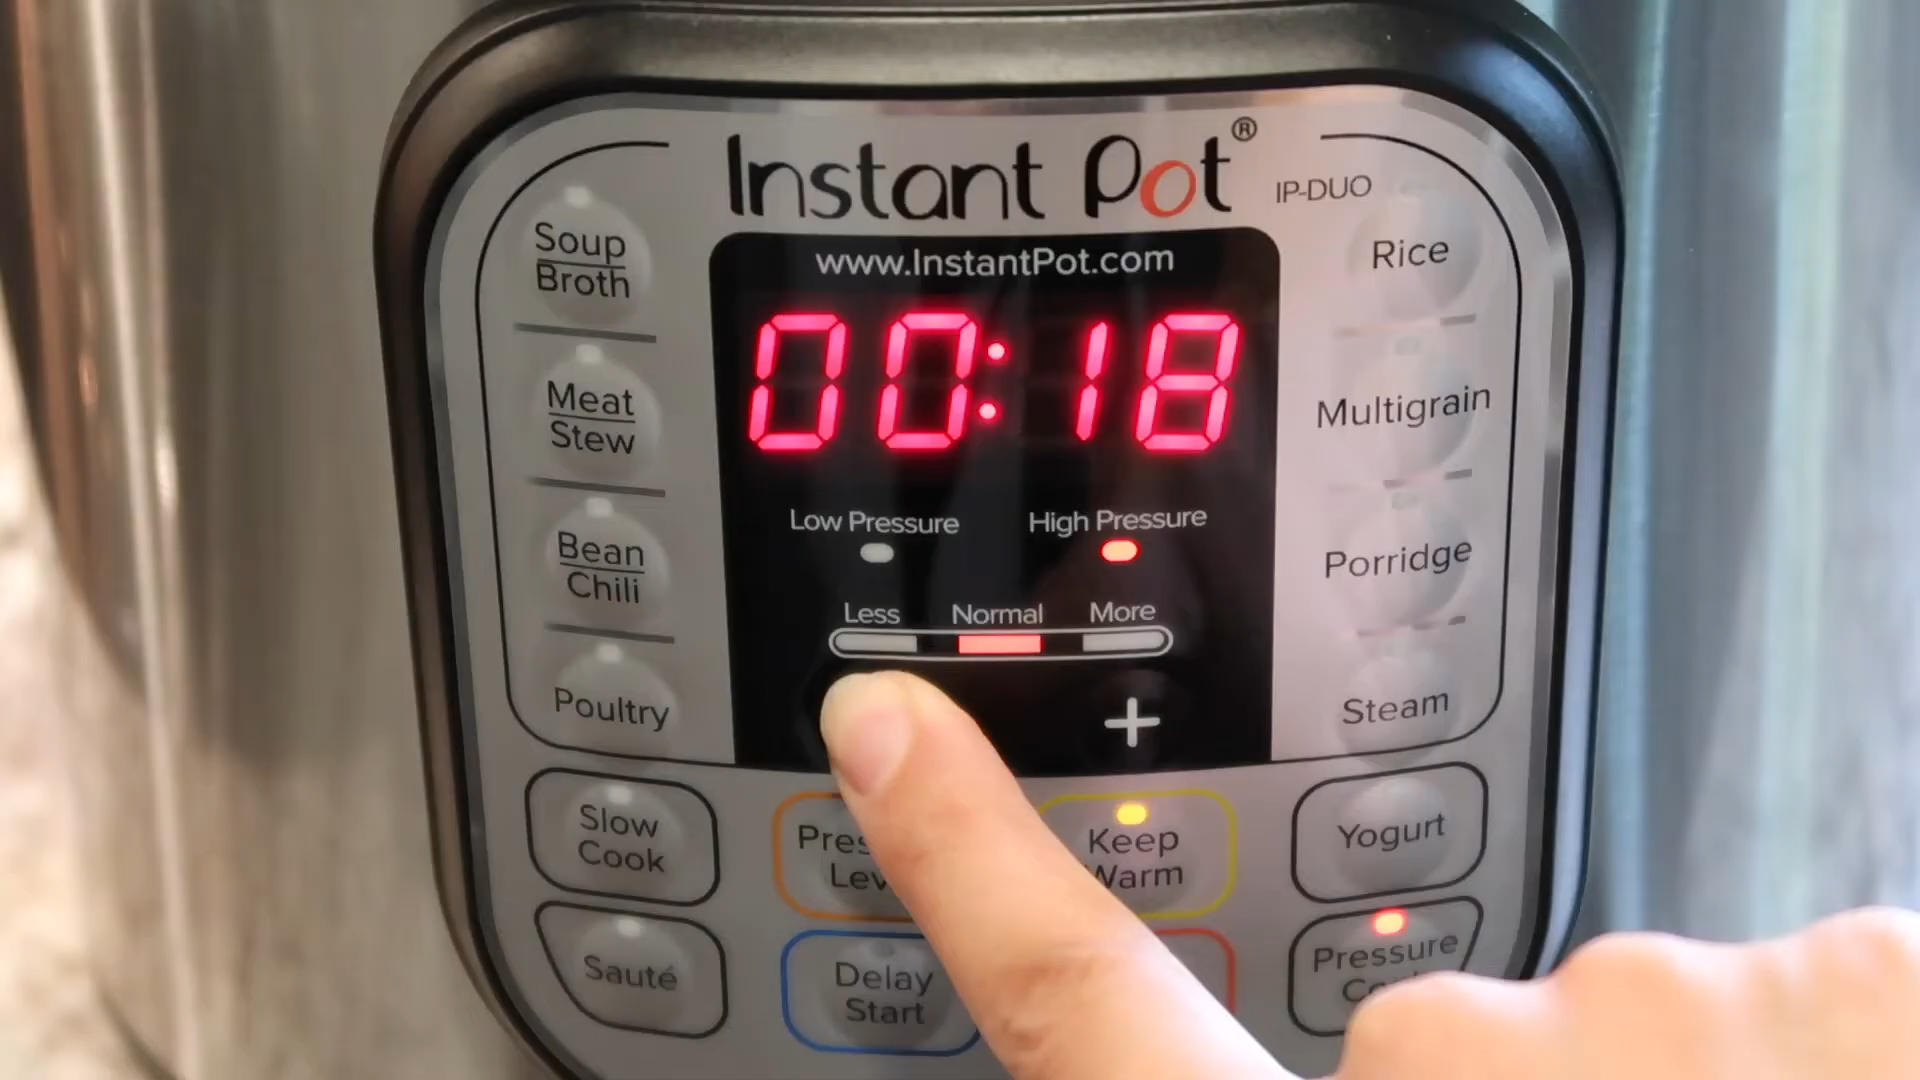 Instant Pot®
IP-DUO
www.InstantPot.com
00:18
Low Pressure
High Pressure
Less
Normal
More
+
Soup
Broth
Meat
Stew
Bean
Chili
Poultry
Rice
Multigrain
Porridge
Steam
Slow
Cook
Keep
Warm
Yogurt
Sauté
Delay
Start
Pressure